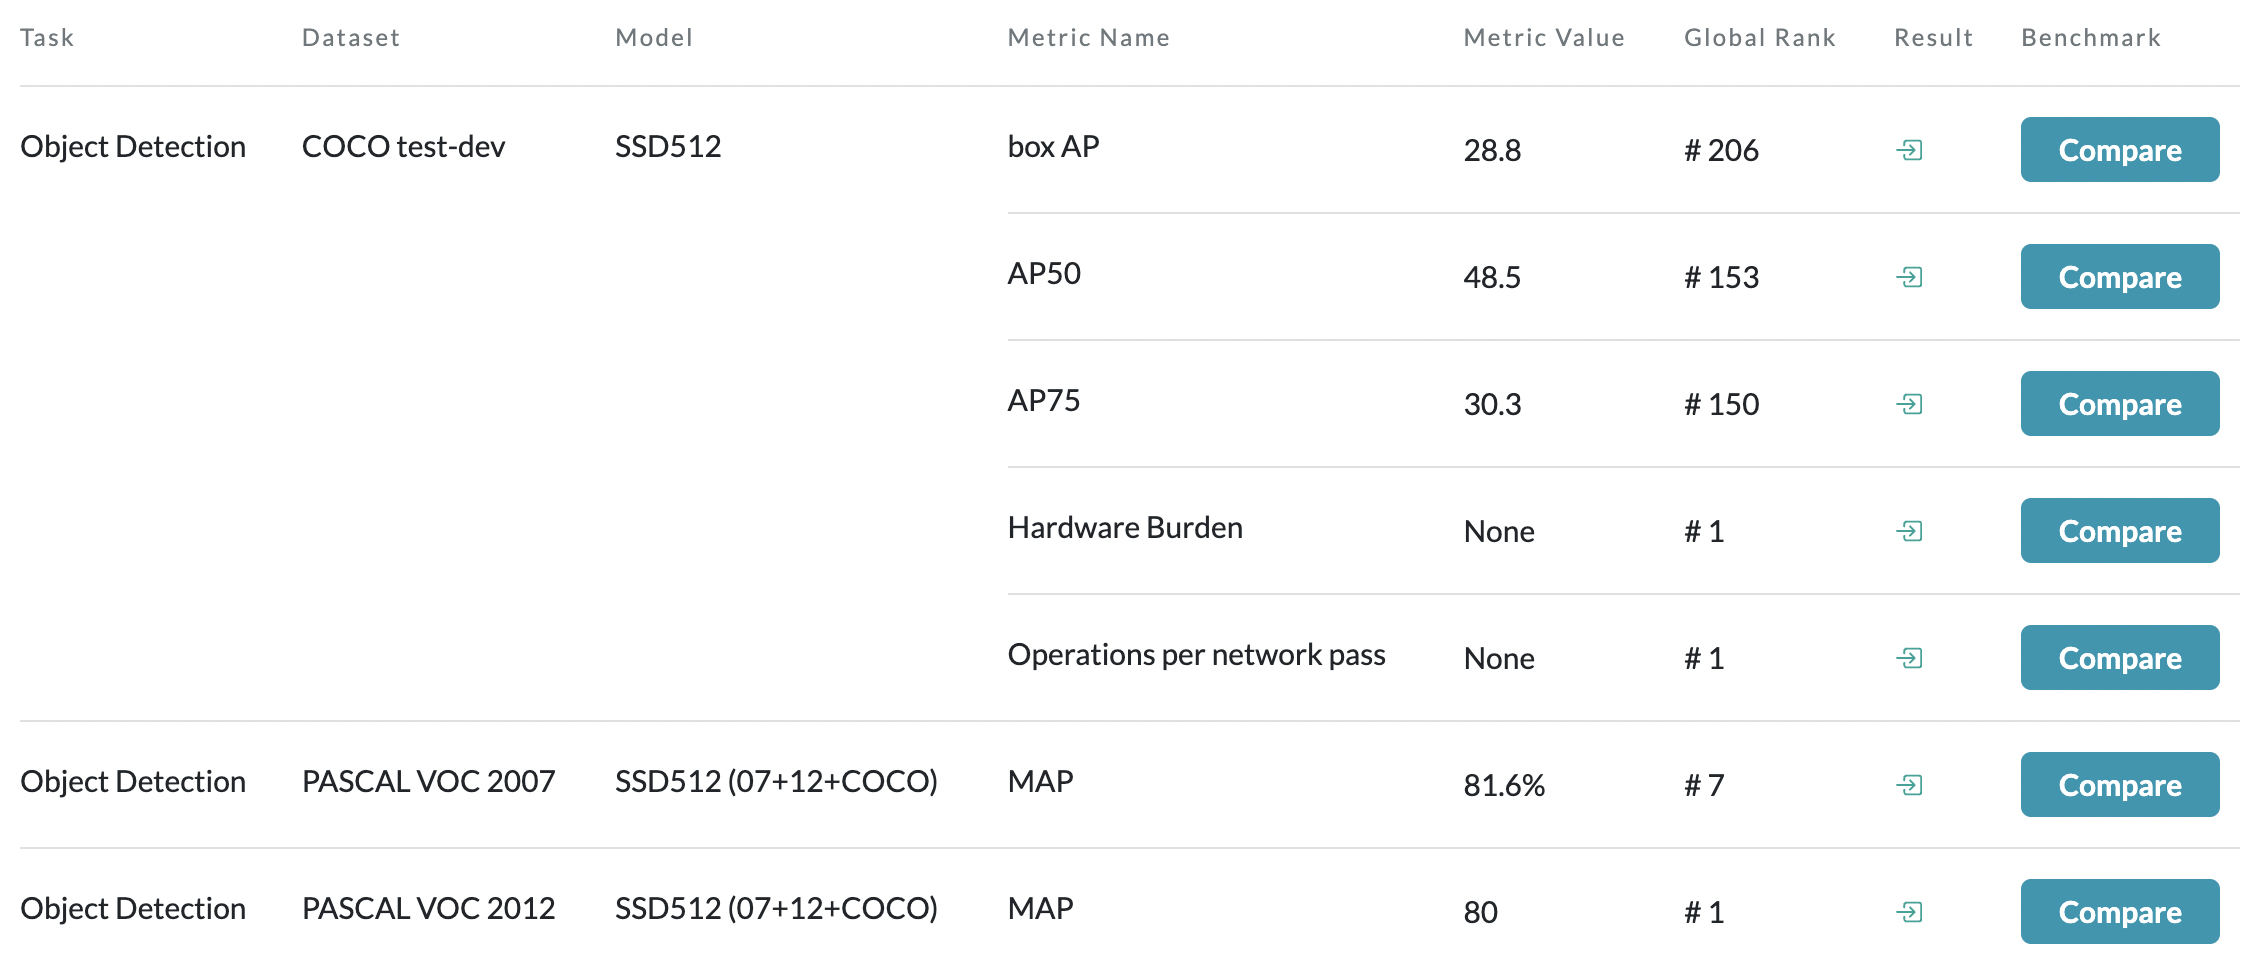 Task Dataset Model Metric Name Metric Value Global Rank Result Benchmark
Object Detection COCO test-dev SSD512 box AP 28.8 # 206 Compare
AP50 48.5 # 153 Compare
AP75 30.3 # 150 Compare
Hardware Burden None # 1 Compare
Operations per network pass None # 1 Compare
Object Detection PASCAL VOC 2007 SSD512 (07+12+COCO) MAP 81.6% # 7 Compare
Object Detection PASCAL VOC 2012 SSD512 (07+12+COCO) MAP 80 # 1 Compare